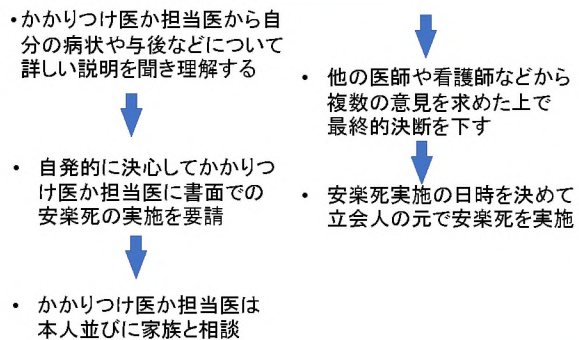 ・かかりつけ医か担当医から自
分の病状や与後などについて
詳しい説明を聞き理解する
• 自発的に決心してかかりつ
け医か担当医に書面での
安楽死の実施を要請
• かかりつけ医か担当医は
本人並びに家族と相談
• 他の医師や看護師などから
複数の意見を求めた上で
最終的決断を下す
• 安楽死実施の日時を決めて
立会人の元で安楽死を実施